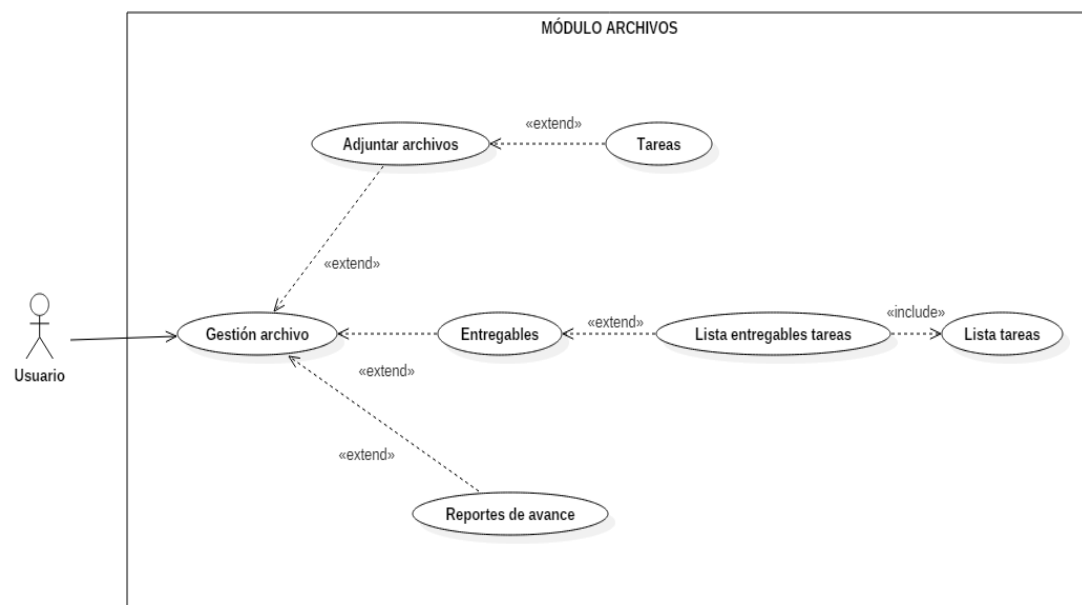 MÓDULO ARCHIVOS
«extend»
Adjuntar archivos
Tareas
«extend»
Usuario
Gestión archivo
Entregables
«extend»
Lista entregables tareas
«include»
Lista tareas
«extend»
«extend»
Reportes de avance